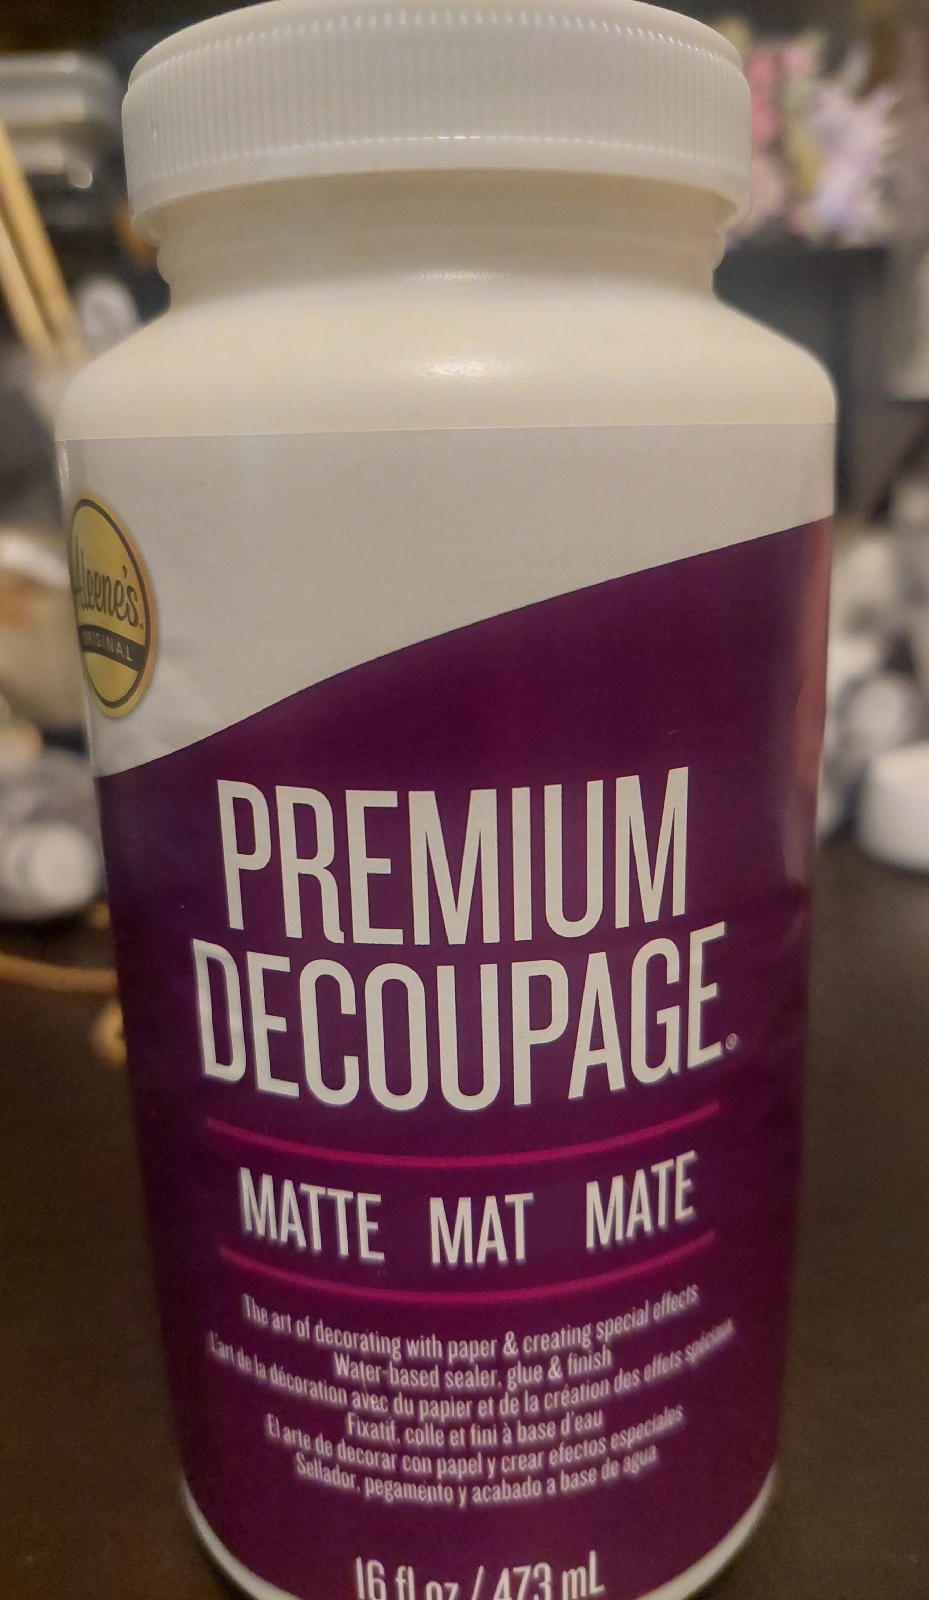 Aleene's
ORIGINAL
PREMIUM
DECOUPAGE®
MATTE MAT MATE
The art of decorating with paper & creating special effects
Water-based sealer, glue & finish
L'art de la décoration avec du papier et de la création des effets spéciaux
Fixatif, colle et fini à base d'eau
El arte de decorar con papel y crear efectos especiales
Sellador, pegamento y acabado a base de agua
16 fl oz / 473 mL